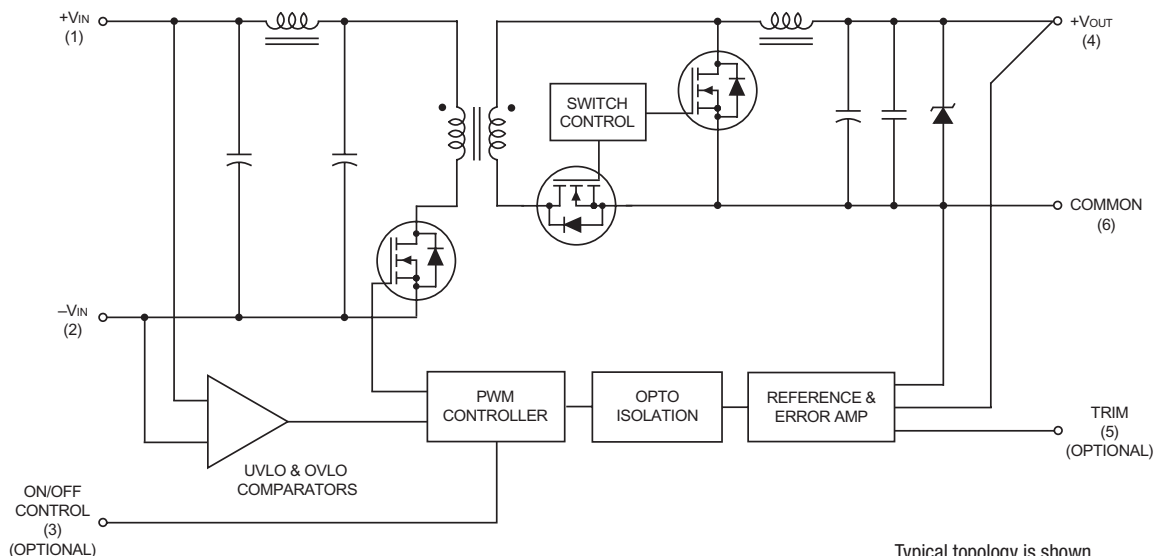 +VIN
(1)
+VOUT
(4)
SWITCH
CONTROL
COMMON
(6)
–VIN
(2)
PWM
CONTROLLER
OPTO
ISOLATION
REFERENCE &
ERROR AMP
TRIM
(5)
(OPTIONAL)
UVLO & OVLO
COMPARATORS
ON/OFF
CONTROL
(3)
(OPTIONAL)
Typical topology is shown